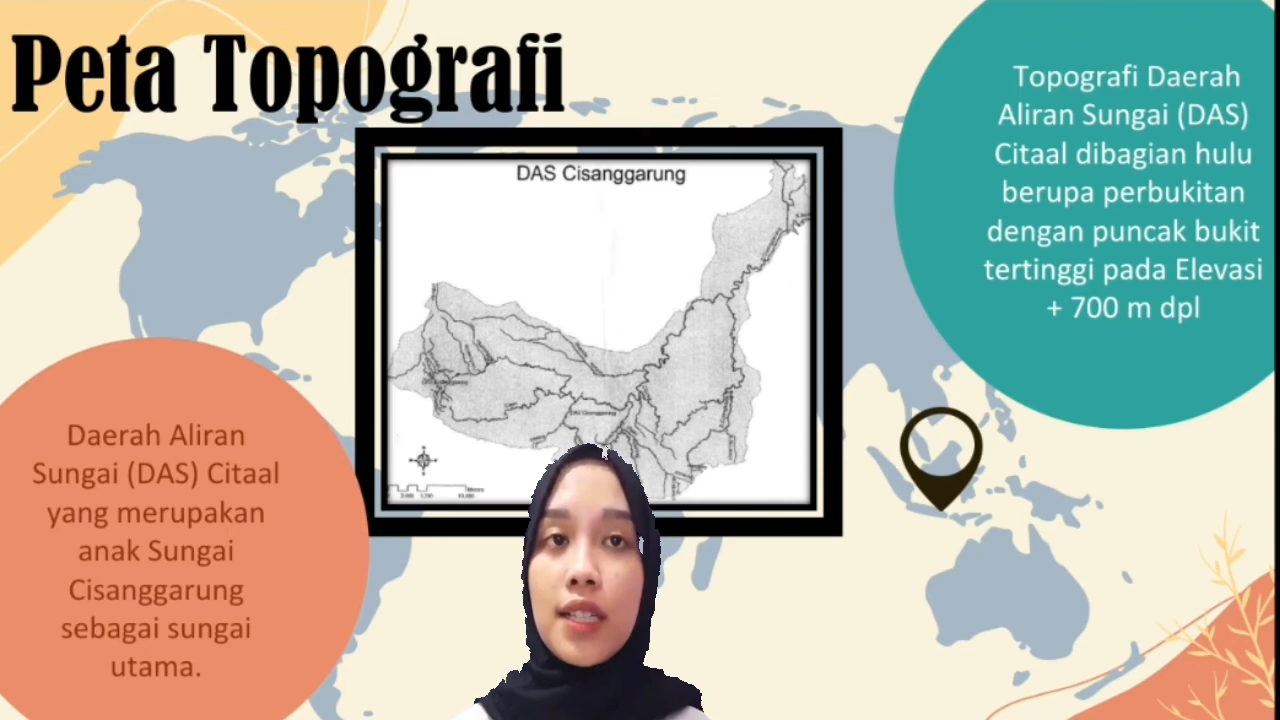 Peta Topografi
DAS Cisanggarung
Topografi Daerah
Aliran Sungai (DAS)
Citaal dibagian hulu
berupa perbukitan
dengan puncak bukit
tertinggi pada Elevasi
+ 700 m dpl
Daerah Aliran
Sungai (DAS) Citaal
yang merupakan
anak Sungai
Cisanggarung
sebagai sungai
utama.